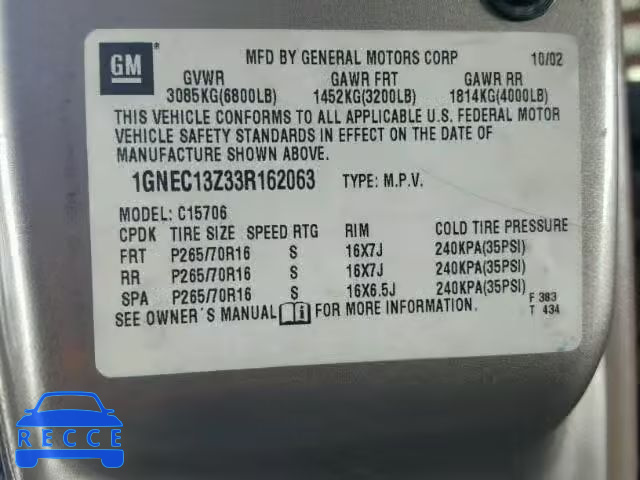 GM
MFD BY GENERAL MOTORS CORP 10/02
GVWR GAWR FRT GAWR RR
3085KG(6800LB) 1452KG(3200LB) 1814KG(4000LB)
THIS VEHICLE CONFORMS TO ALL APPLICABLE U.S. FEDERAL MOTOR
VEHICLE SAFETY STANDARDS IN EFFECT ON THE DATE OF
MANUFACTURE SHOWN ABOVE.
1GNEC13Z33R162063 TYPE: M.P.V.
MODEL: C15706
CPDK TIRE SIZE SPEED RTG RIM COLD TIRE PRESSURE
FRT P265/70R16 S 16X7J 240KPA(35PSI)
RR P265/70R16 S 16X7J 240KPA(35PSI)
SPA P265/70R16 S 16X6.5J 240KPA(35PSI)
SEE OWNER'S MANUAL FOR MORE INFORMATION. F 383
T 434
RECCE